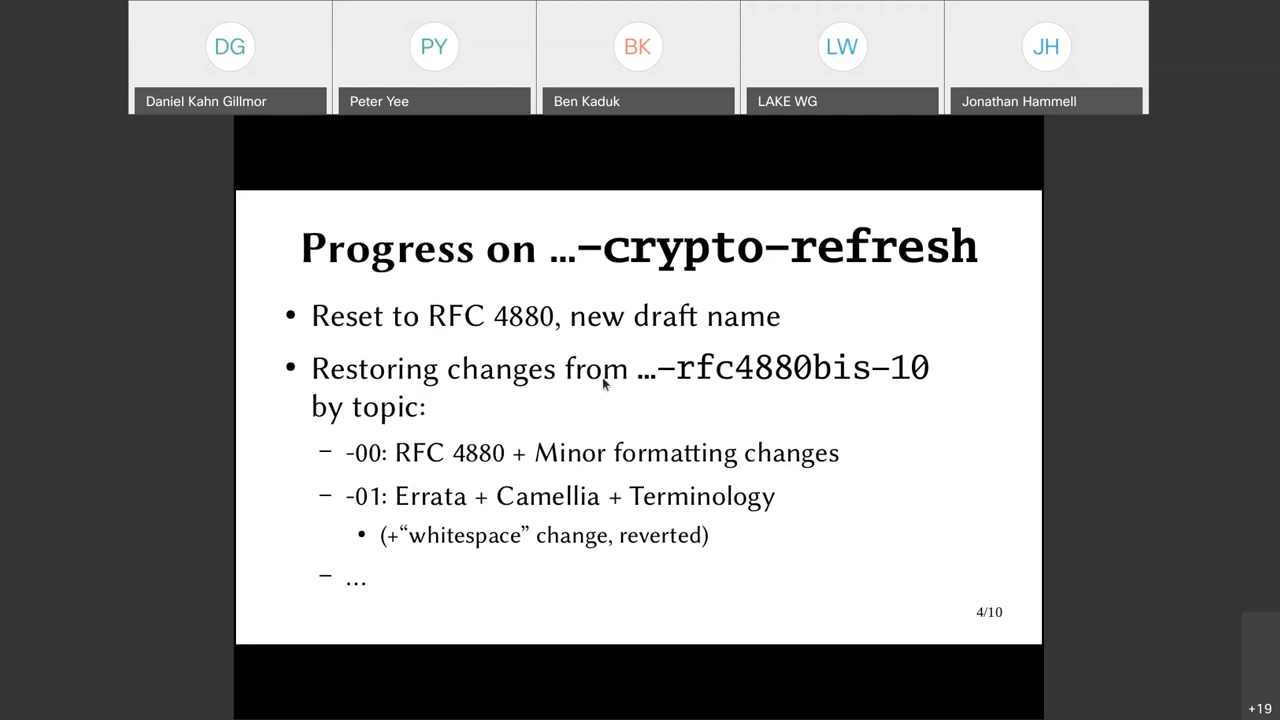 DG
PY
BK
LW
JH
Daniel Kahn Gillmor
Peter Yee
Ben Kaduk
LAKE WG
Jonathan Hammell
Progress on …-crypto-refresh
• Reset to RFC 4880, new draft name
• Restoring changes from …-rfc4880bis-10
by topic:
– -00: RFC 4880 + Minor formatting changes
– -01: Errata + Camellia + Terminology
• (+“whitespace” change, reverted)
– …
4/10
+19